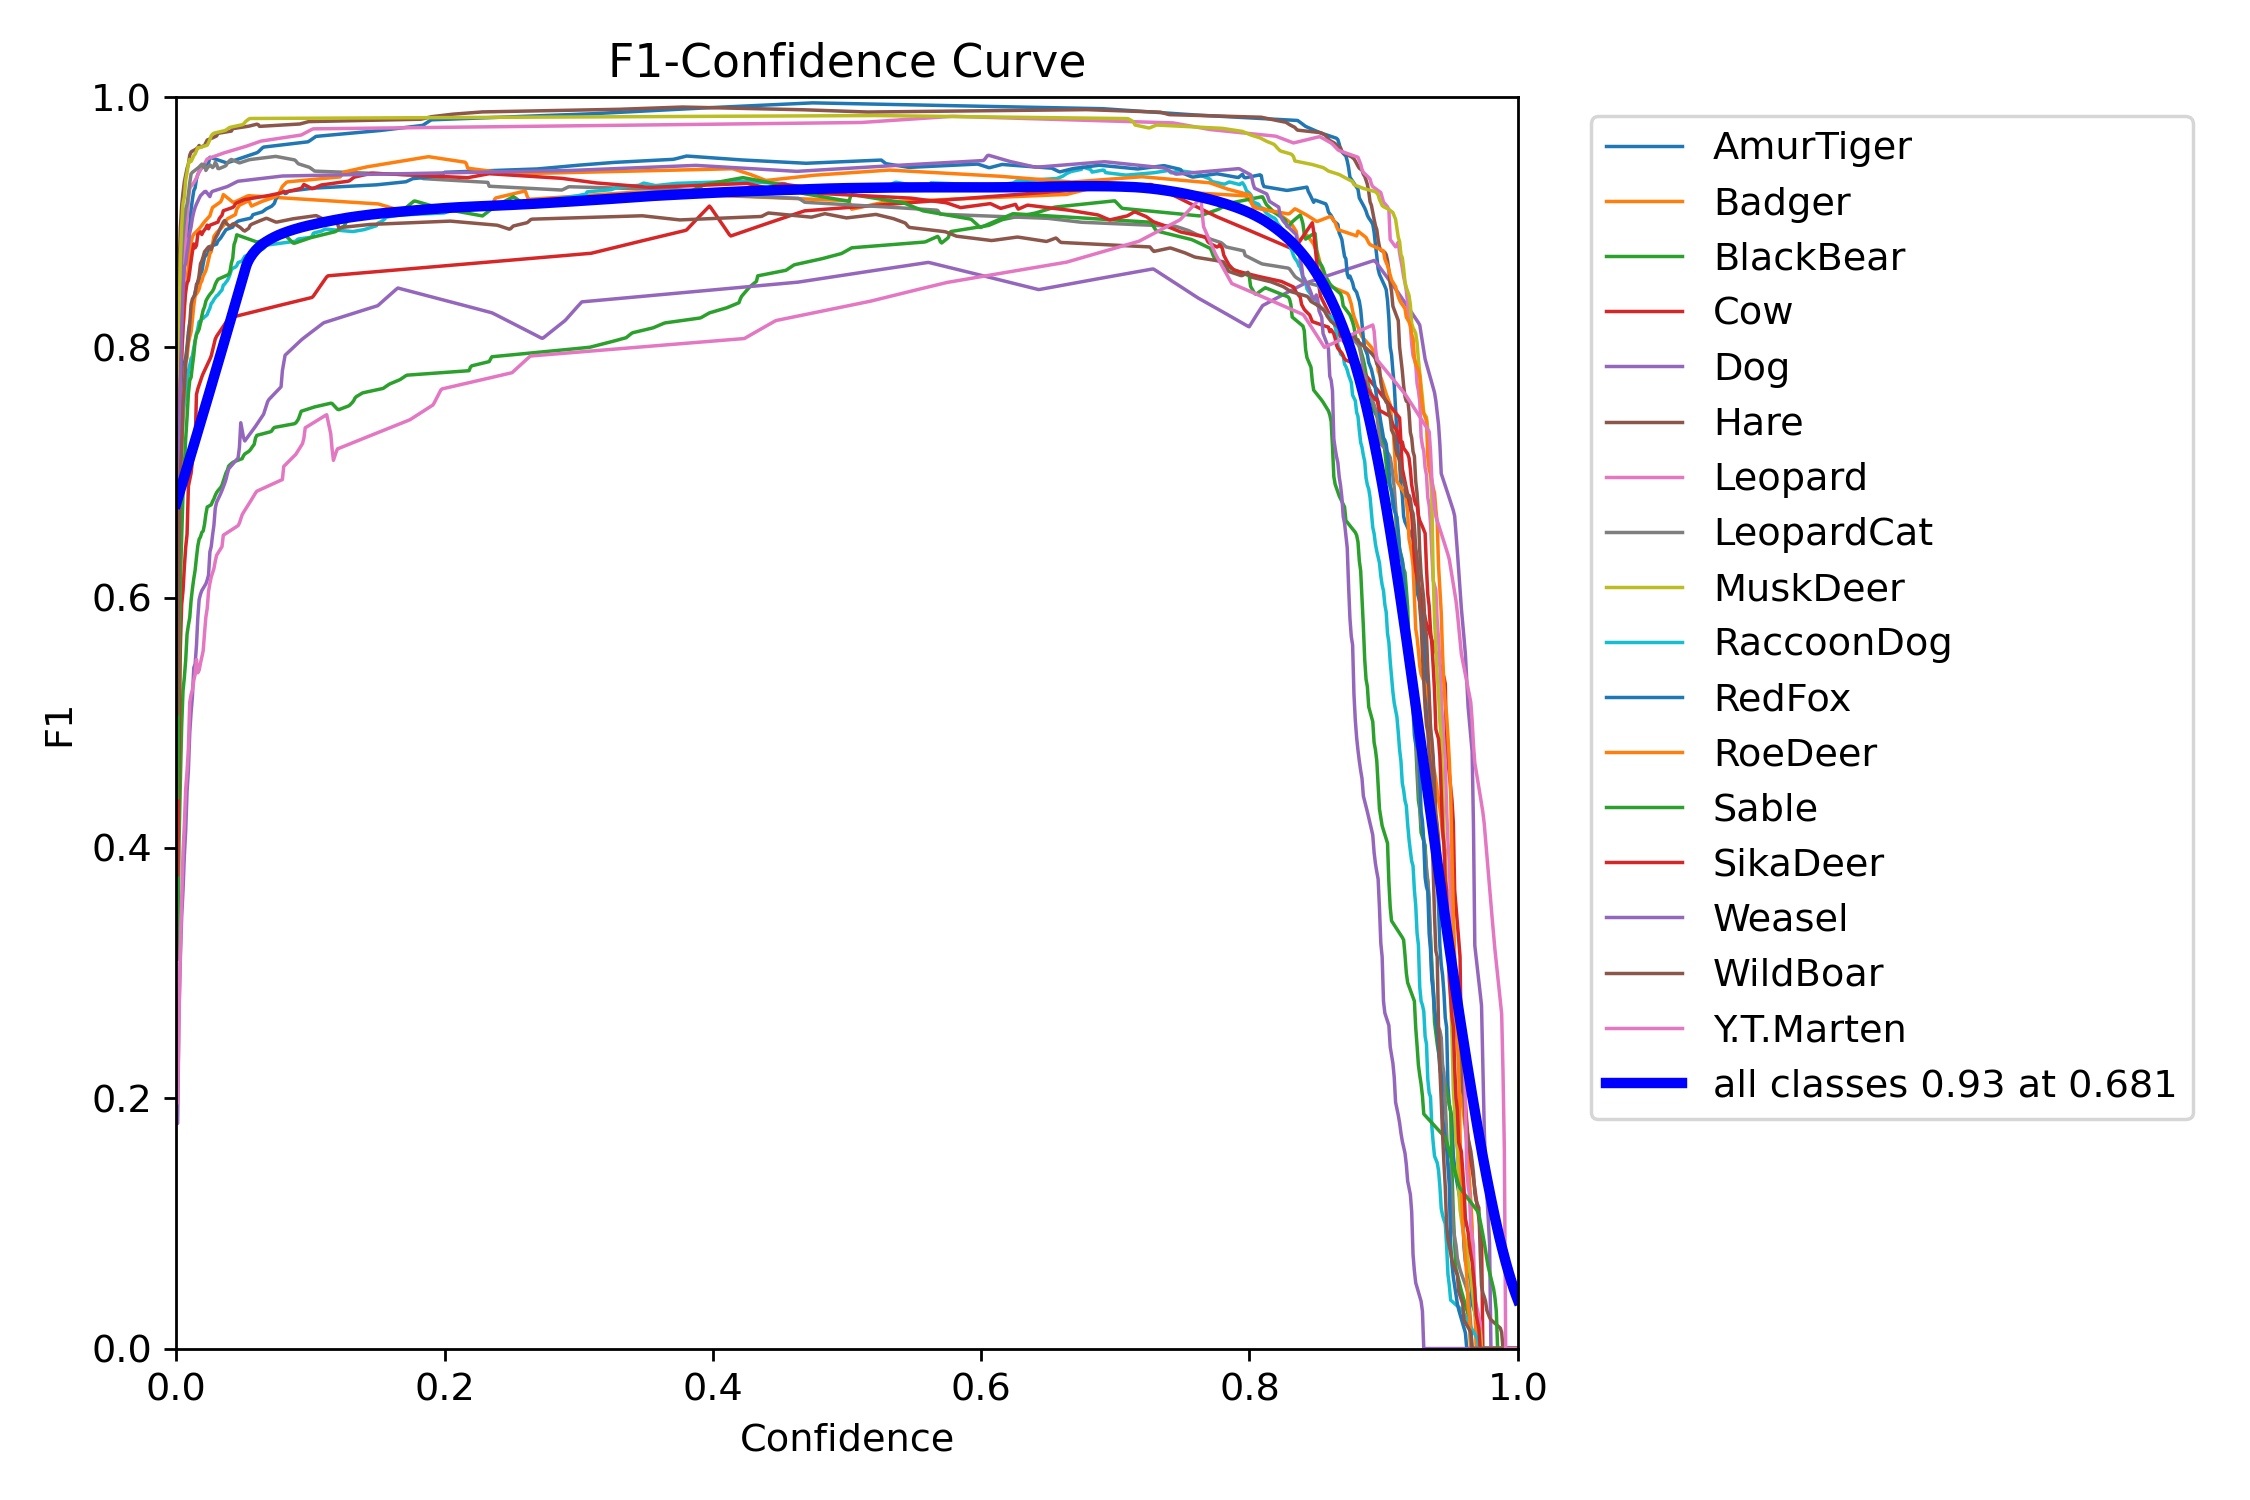 F1-Confidence Curve
1.0
0.8
0.6
0.4
0.2
0.0
F1
0.0 0.2 0.4 0.6 0.8 1.0
Confidence
AmurTiger
Badger
BlackBear
Cow
Dog
Hare
Leopard
LeopardCat
MuskDeer
RaccoonDog
RedFox
RoeDeer
Sable
SikaDeer
Weasel
WildBoar
Y.T.Marten
all classes 0.93 at 0.681